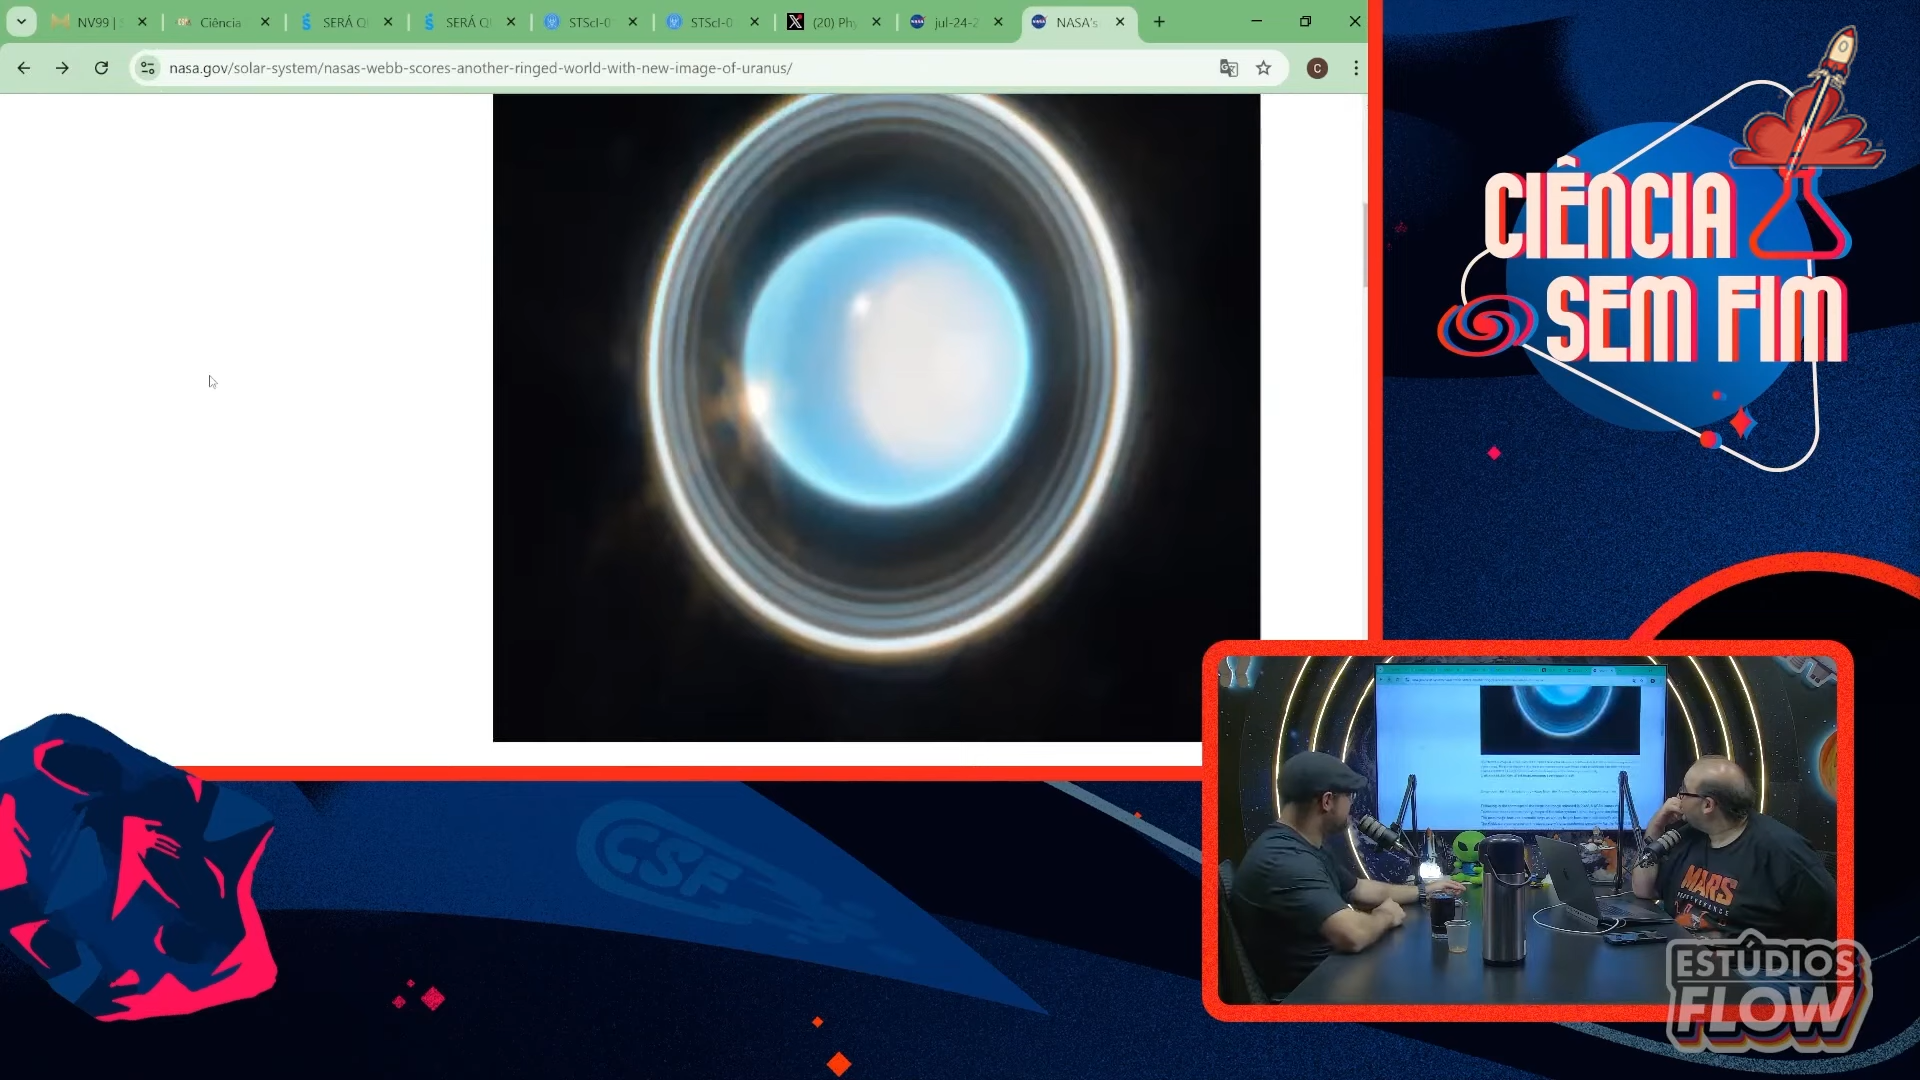 NV99 |
Ciência
SERÁ Q
SERÁ Q
STScI-0
STScI-0
(20) Phy
jul-24-2
NASA's
nasa.gov/solar-system/nasas-webb-scores-another-ringed-world-with-new-image-of-uranus/
C
CIÊNCIA
SEM FIM
CSF
MARS
PERSEVERANCE
ESTÚDIOS
FLOW